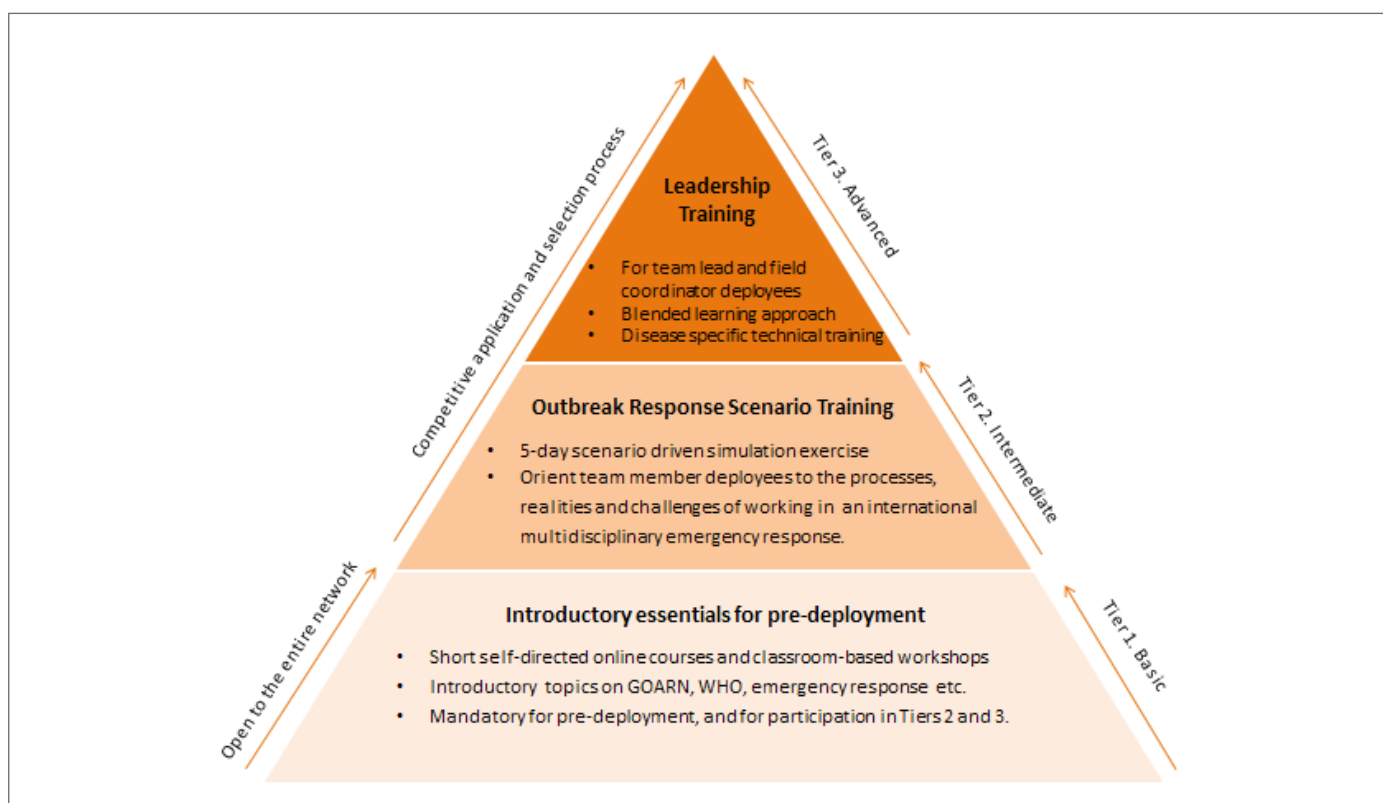 Leadership
Training
• For team lead and field
coordinator deployees
• Blended learning approach
• Disease specific technical training
Outbreak Response Scenario Training
• 5-day scenario driven simulation exercise
• Orient team member deployees to the processes,
realities and challenges of working in an international
multidisciplinary emergency response.
Introductory essentials for pre-deployment
• Short self-directed online courses and classroom-based workshops
• Introductory topics on GOARN, WHO, emergency response etc.
• Mandatory for pre-deployment, and for participation in Tiers 2 and 3.
Competitive application and selection process
Open to the entire network
Tier 3. Advanced
Tier 2. Intermediate
Tier 1. Basic